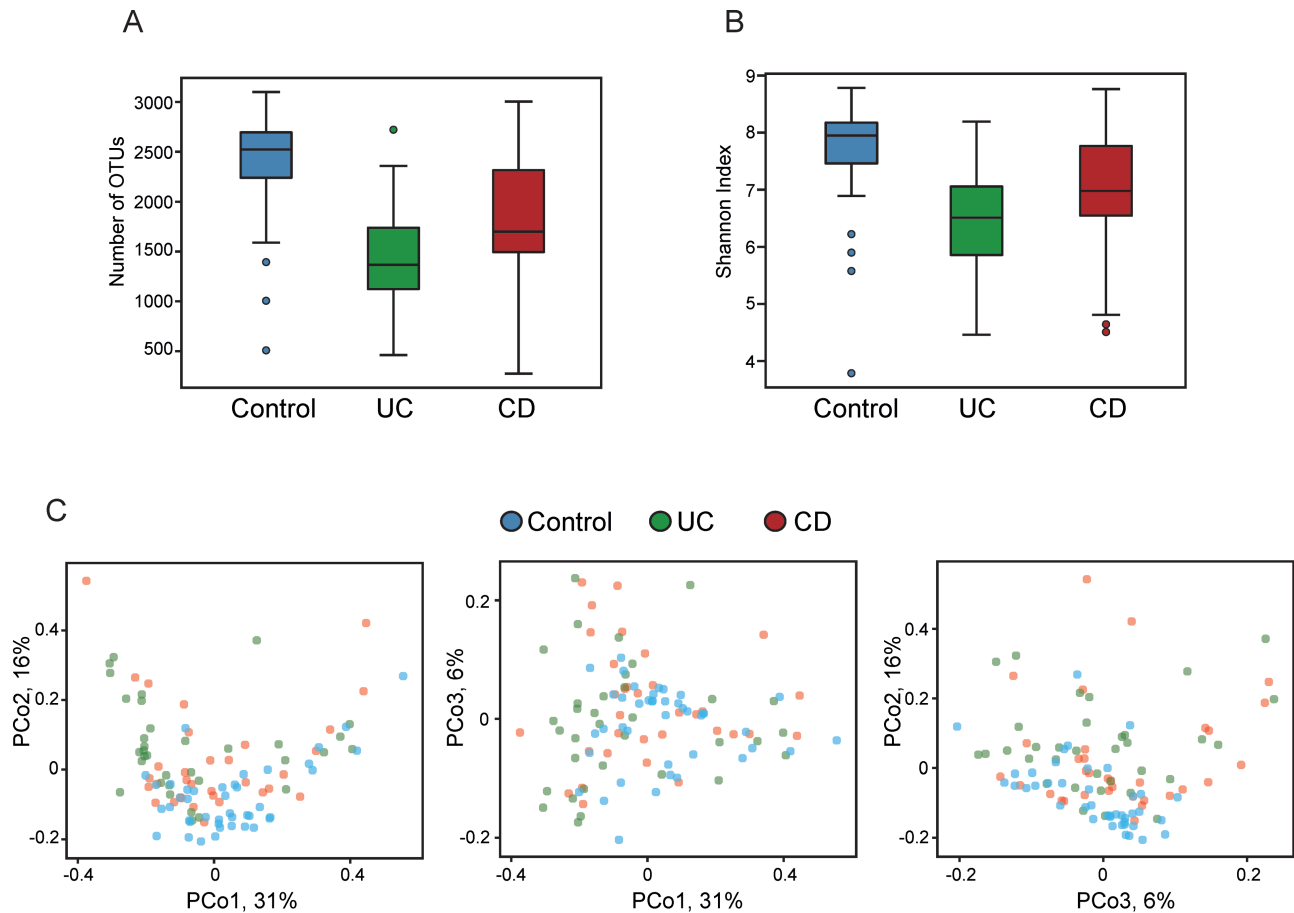 A
B
Number of OTUs
3000
2500
2000
1500
1000
500
Control UC CD
Shannon Index
9
8
7
6
5
4
Control UC CD
C
Control UC CD
PCo2, 16%
0.4
0.2
0
-0.2
-0.4 0 0.4
PCo1, 31%
PCo3, 6%
0.2
0
-0.2
-0.4 0 0.4
PCo1, 31%
PCo2, 16%
0.4
0.2
0
-0.2
-0.2 0 0.2
PCo3, 6%